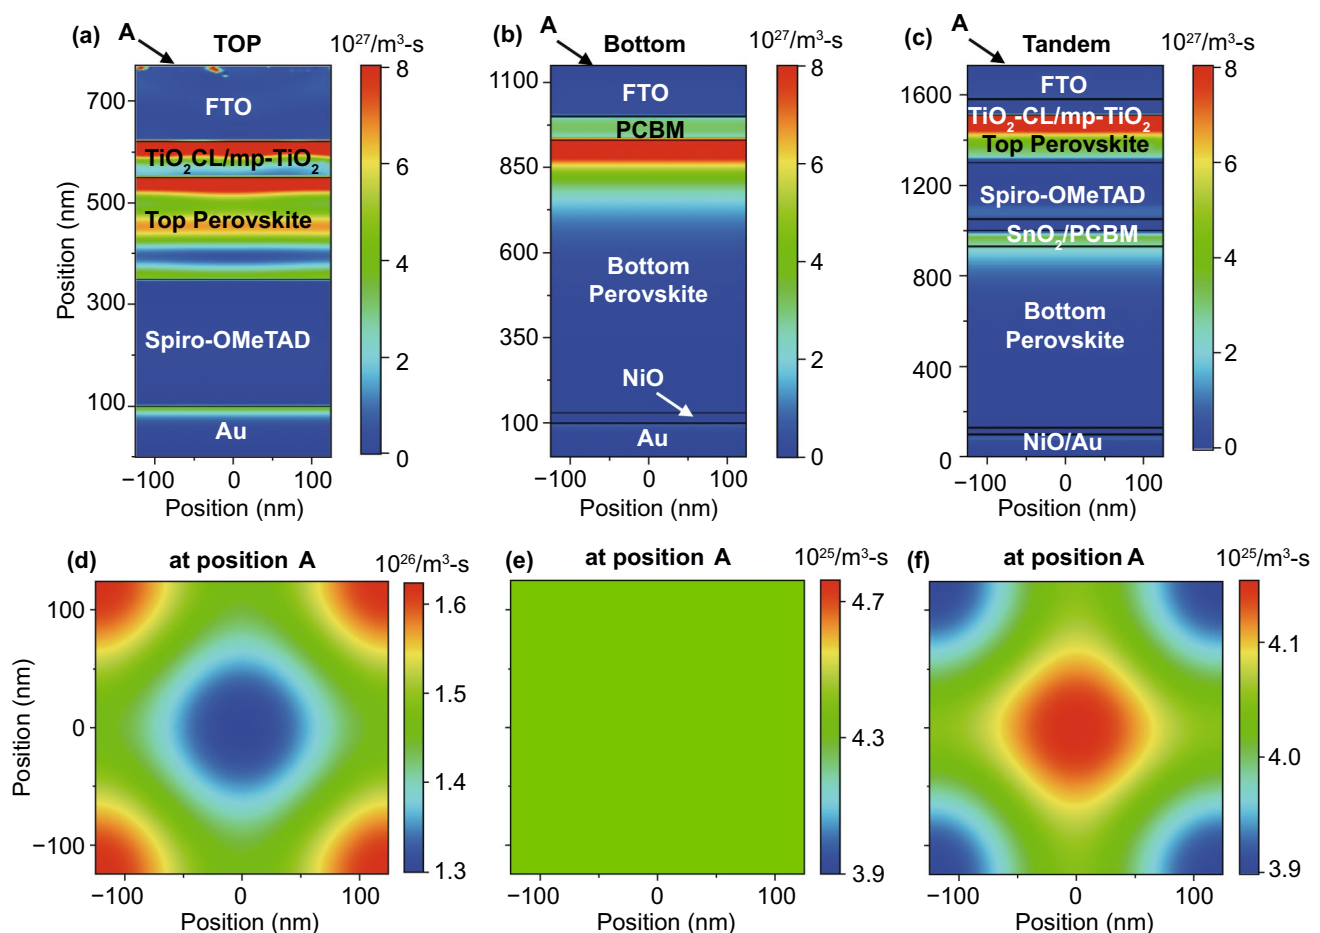 (a) A TOP 10²⁷/m³-s
700
500
300
100
Position (nm)
FTO
TiO₂CL/mp-TiO₂
Top Perovskite
Spiro-OMeTAD
Au
8
6
4
2
0
−100 0 100
Position (nm)
(b) A Bottom 10²⁷/m³-s
1100
850
600
350
100
FTO
PCBM
Bottom
Perovskite
NiO
Au
8
6
4
2
0
−100 0 100
Position (nm)
(c) A Tandem 10²⁷/m³-s
1600
1200
800
400
0
FTO
TiO₂-CL/mp-TiO₂
Top Perovskite
Spiro-OMeTAD
SnO₂/PCBM
Bottom
Perovskite
NiO/Au
8
6
4
2
0
−100 0 100
Position (nm)
(d) at position A 10²⁶/m³-s
100
0
−100
Position (nm)
1.6
1.5
1.4
1.3
−100 0 100
Position (nm)
(e) at position A 10²⁵/m³-s
4.7
4.3
3.9
−100 0 100
Position (nm)
(f) at position A 10²⁵/m³-s
4.1
4.0
3.9
−100 0 100
Position (nm)